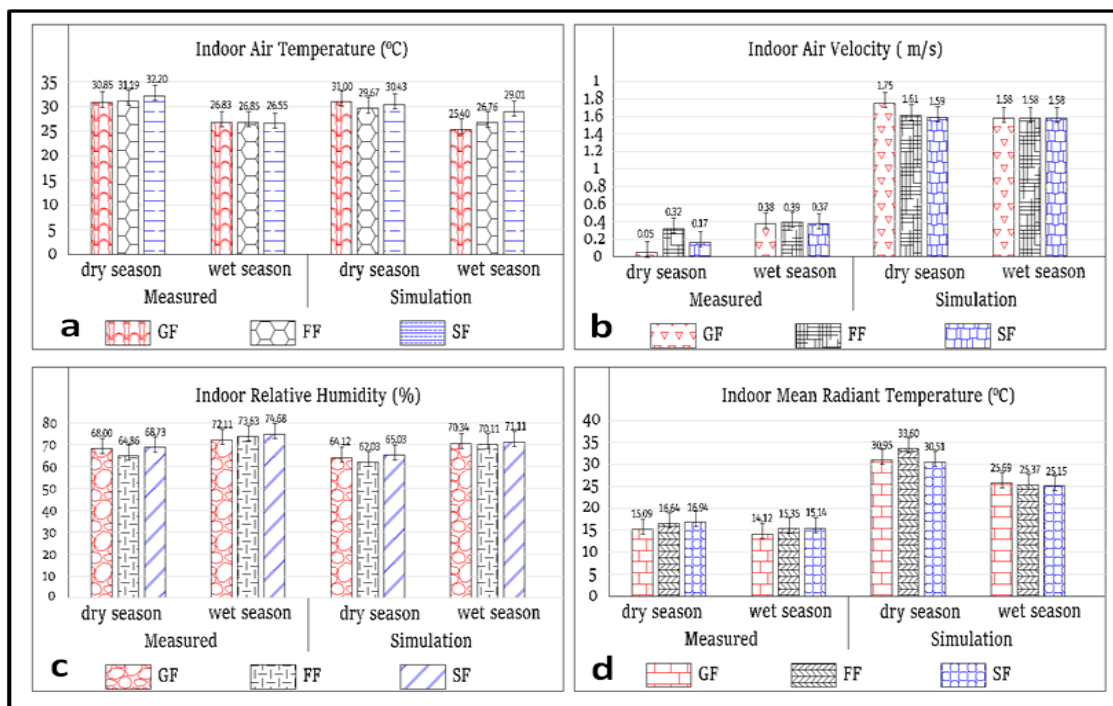 Indoor Air Temperature (⁰C)
35
30
25
20
15
10
5
0
30.85 31.19 32.20
26.83 26.85 26.55
31.00 29.67 30.43
25.40 26.76 29.01
dry season wet season dry season wet season
Measured Simulation
a GF FF SF
Indoor Air Velocity ( m/s)
1
1.8
1.6
1.4
1.2
1
0.8
0.6
0.4
0.2
0
0.05 0.32 0.17
0.38 0.39 0.37
1.75 1.61 1.59
1.58 1.58 1.58
dry season wet season dry season wet season
Measured Simulation
b GF FF SF
Indoor Relative Humidity (%)
80
70
60
50
40
30
20
10
0
68.00 64.86 68.73
72.11 73.63 74.68
64.12 62.03 65.03
70.34 70.11 71.11
dry season wet season dry season wet season
Measured Simulation
c GF FF SF
Indoor Mean Radiant Temperature (⁰C)
40
35
30
25
20
15
10
5
0
15.09 16.64 16.94
14.12 15.35 15.14
30.95 33.60 30.51
25.69 25.37 25.15
dry season wet season dry season wet season
Measured Simulation
d GF FF SF